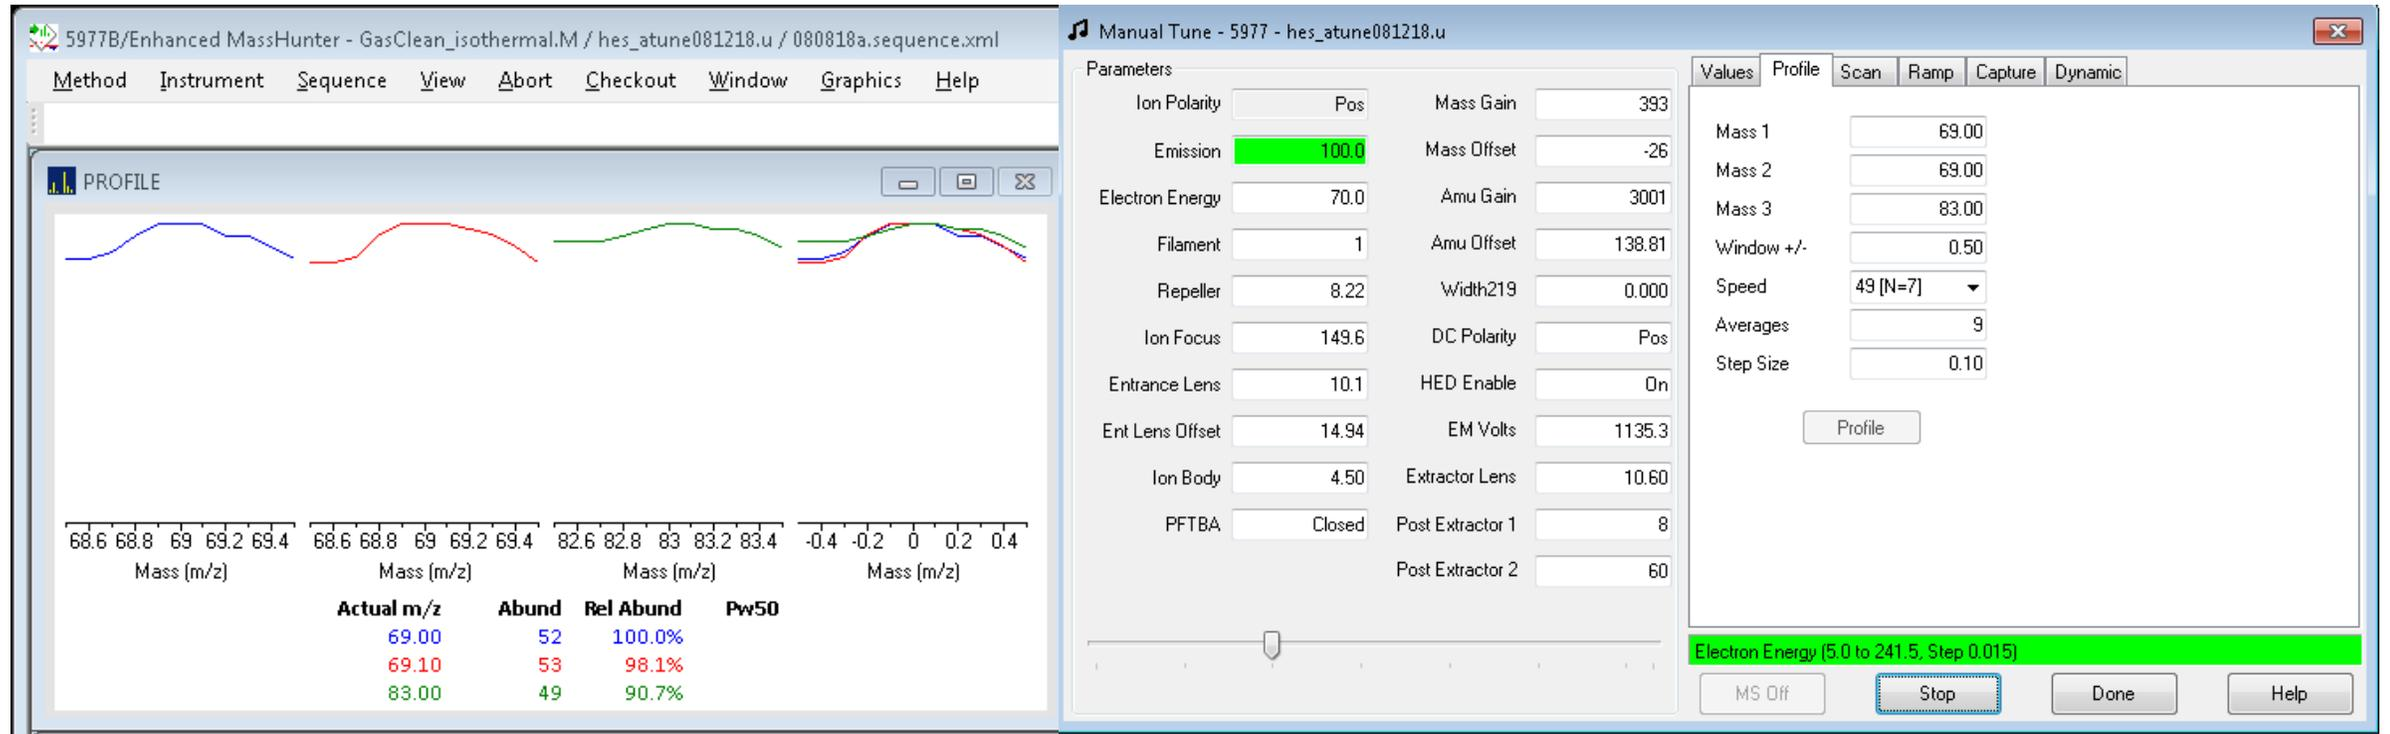 5977B/Enhanced MassHunter - GasClean_isothermal.M / hes_atune081218.u / 080818a.sequence.xml
Method Instrument Sequence View Abort Checkout Window Graphics Help
PROFILE
68.6 68.8 69 69.2 69.4 68.6 68.8 69 69.2 69.4 82.6 82.8 83 83.2 83.4 -0.4 -0.2 0 0.2 0.4
Mass (m/z) Mass (m/z) Mass (m/z) Mass (m/z)
Actual m/z Abund Rel Abund Pw50
69.00 52 100.0%
69.10 53 98.1%
83.00 49 90.7%
Manual Tune - 5977 - hes_atune081218.u
Parameters
Ion Polarity Pos Mass Gain 393
Emission 100.0 Mass Offset -26
Electron Energy 70.0 Amu Gain 3001
Filament 1 Amu Offset 138.81
Repeller 8.22 Width219 0.000
Ion Focus 149.6 DC Polarity Pos
Entrance Lens 10.1 HED Enable On
Ent Lens Offset 14.94 EM Volts 1135.3
Ion Body 4.50 Extractor Lens 10.60
PFTBA Closed Post Extractor 1 8
Post Extractor 2 60
Values Profile Scan Ramp Capture Dynamic
Mass 1 69.00
Mass 2 69.00
Mass 3 83.00
Window +/- 0.50
Speed 49 [N=7]
Averages 9
Step Size 0.10
Profile
Electron Energy (5.0 to 241.5, Step 0.015)
MS Off Stop Done Help